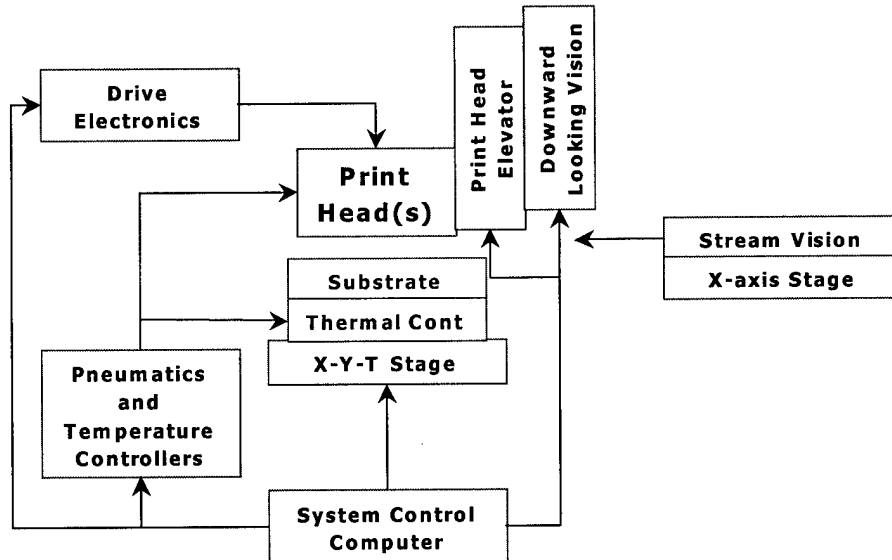 Drive
Electronics
Print
Head(s)
Print Head
Elevator
Downward
Looking Vision
Stream Vision
X-axis Stage
Substrate
Thermal Cont
X-Y-T Stage
Pneumatics
and
Temperature
Controllers
System Control
Computer